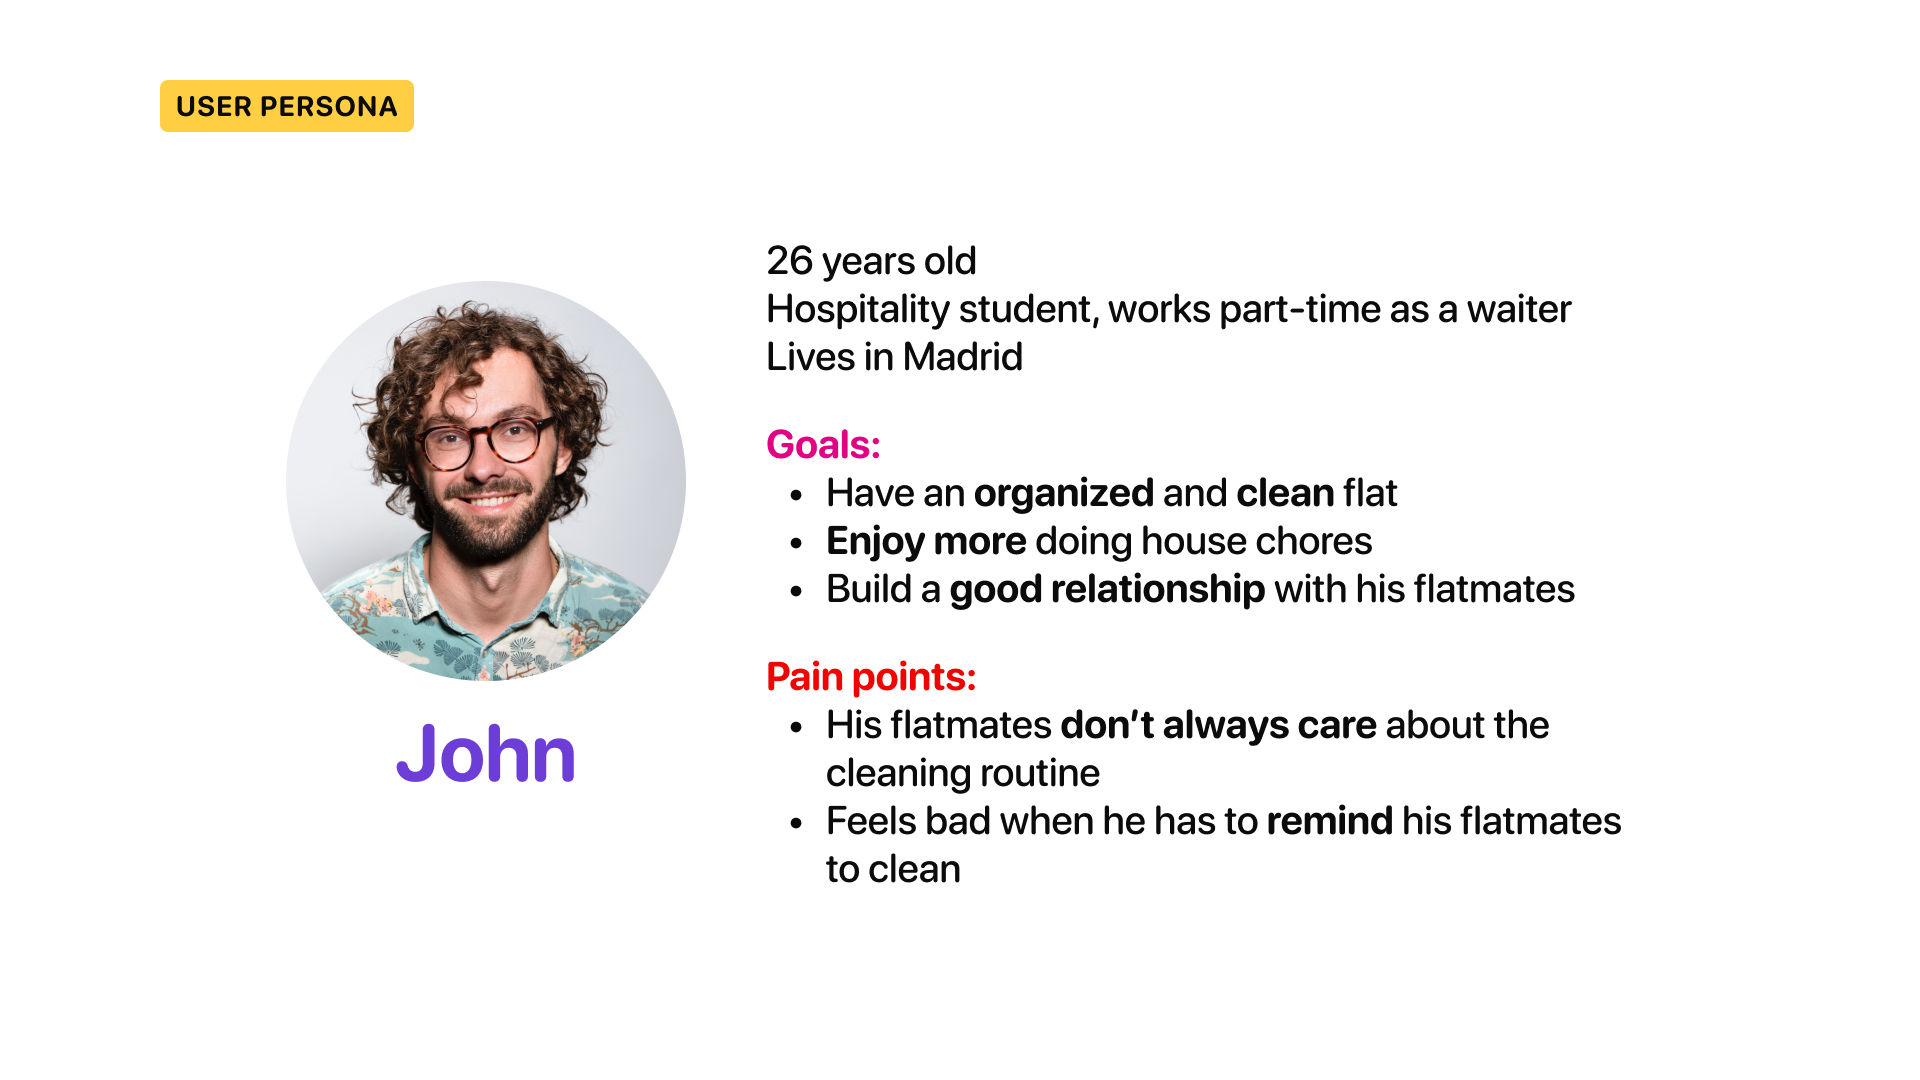 USER PERSONA
26 years old
Hospitality student, works part-time as a waiter
Lives in Madrid
Goals:
• Have an organized and clean flat
• Enjoy more doing house chores
• Build a good relationship with his flatmates
Pain points:
• His flatmates don’t always care about the
cleaning routine
• Feels bad when he has to remind his flatmates
to clean
John